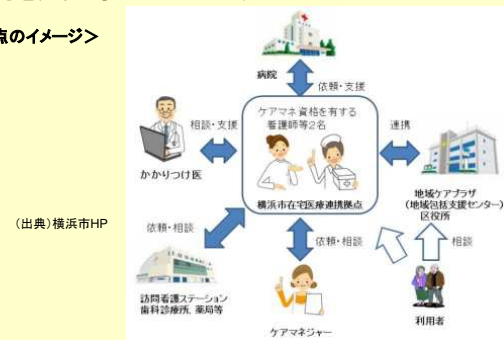 点のイメージ＞
病院
依頼・支援
ケアマネ資格を有する
看護師等2名
相談・支援
連携
かかりつけ医
横浜市在宅医療連携拠点
地域ケアプラザ
(地域包括支援センター)
区役所
(出典)横浜市HP
依頼・相談
依頼・相談
相談
訪問看護ステーション
歯科診療所、薬局等
利用者
ケアマネジャー